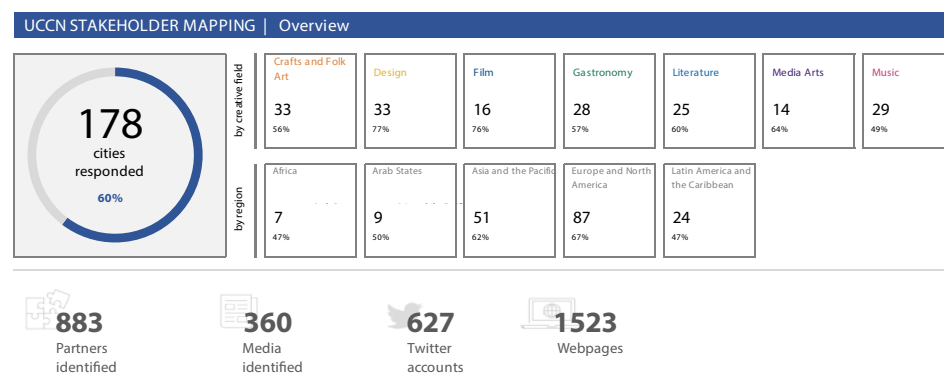 UCCN STAKEHOLDER MAPPING | Overview
178
cities
responded
60%
by creative field
Crafts and Folk
Art
33
56%
Design
33
77%
Film
16
76%
Gastronomy
28
57%
Literature
25
60%
Media Arts
14
64%
Music
29
49%
by region
Africa
7
47%
Arab States
9
50%
Asia and the Pacific
51
62%
Europe and North
America
87
67%
Latin America and
the Caribbean
24
47%
883
Partners
identified
360
Media
identified
627
Twitter
accounts
1523
Webpages